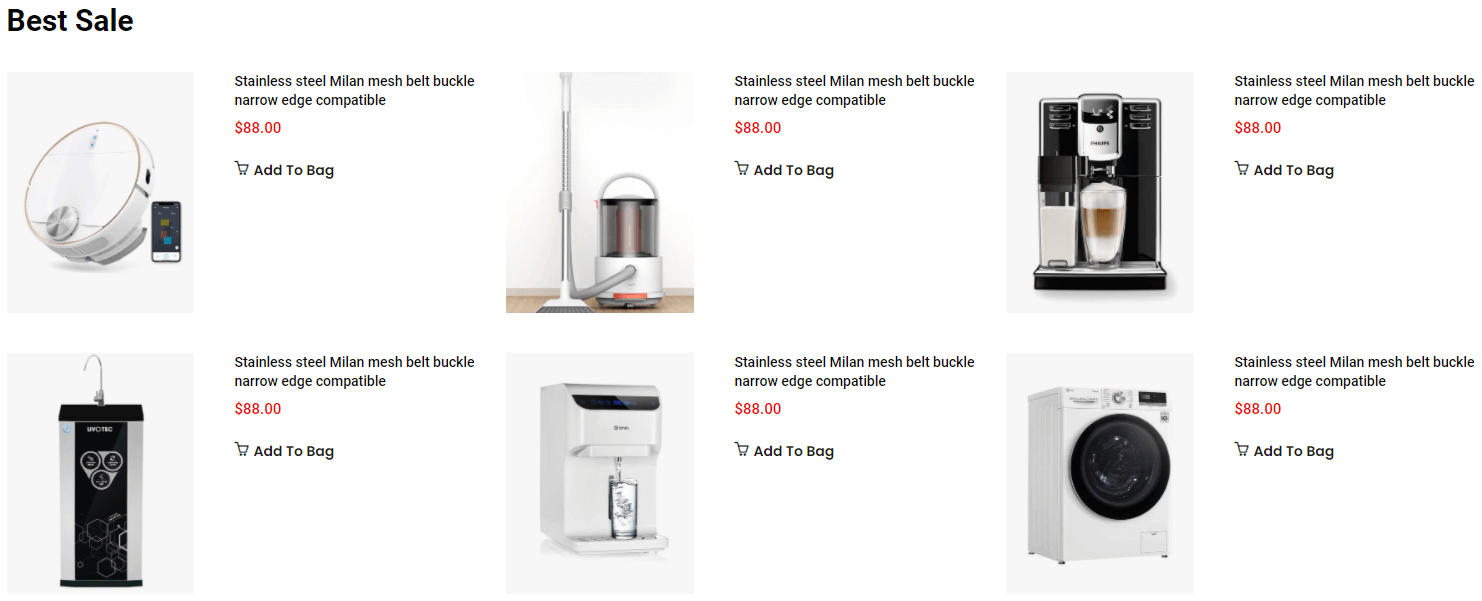 Best Sale
Stainless steel Milan mesh belt buckle
narrow edge compatible
$88.00
Add To Bag
Stainless steel Milan mesh belt buckle
narrow edge compatible
$88.00
Add To Bag
PHILIPS
Stainless steel Milan mesh belt buckle
narrow edge compatible
$88.00
Add To Bag
LIVOTEC
Stainless steel Milan mesh belt buckle
narrow edge compatible
$88.00
Add To Bag
Stainless steel Milan mesh belt buckle
narrow edge compatible
$88.00
Add To Bag
Stainless steel Milan mesh belt buckle
narrow edge compatible
$88.00
Add To Bag